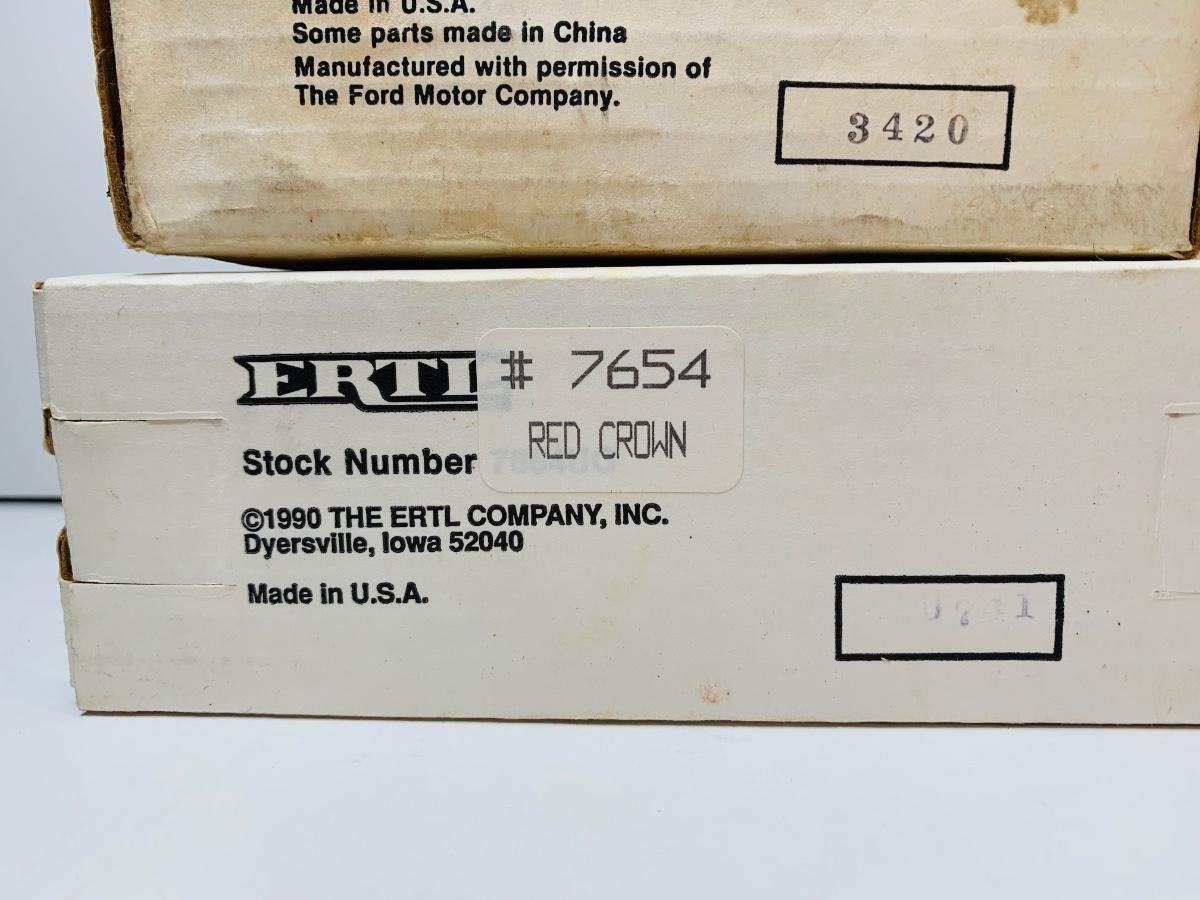 Made in U.S.A.
Some parts made in China
Manufactured with permission of
The Ford Motor Company.
3420
ERTL
# 7654
RED CROWN
Stock Number
©1990 THE ERTL COMPANY, INC.
Dyersville, Iowa 52040
Made in U.S.A.